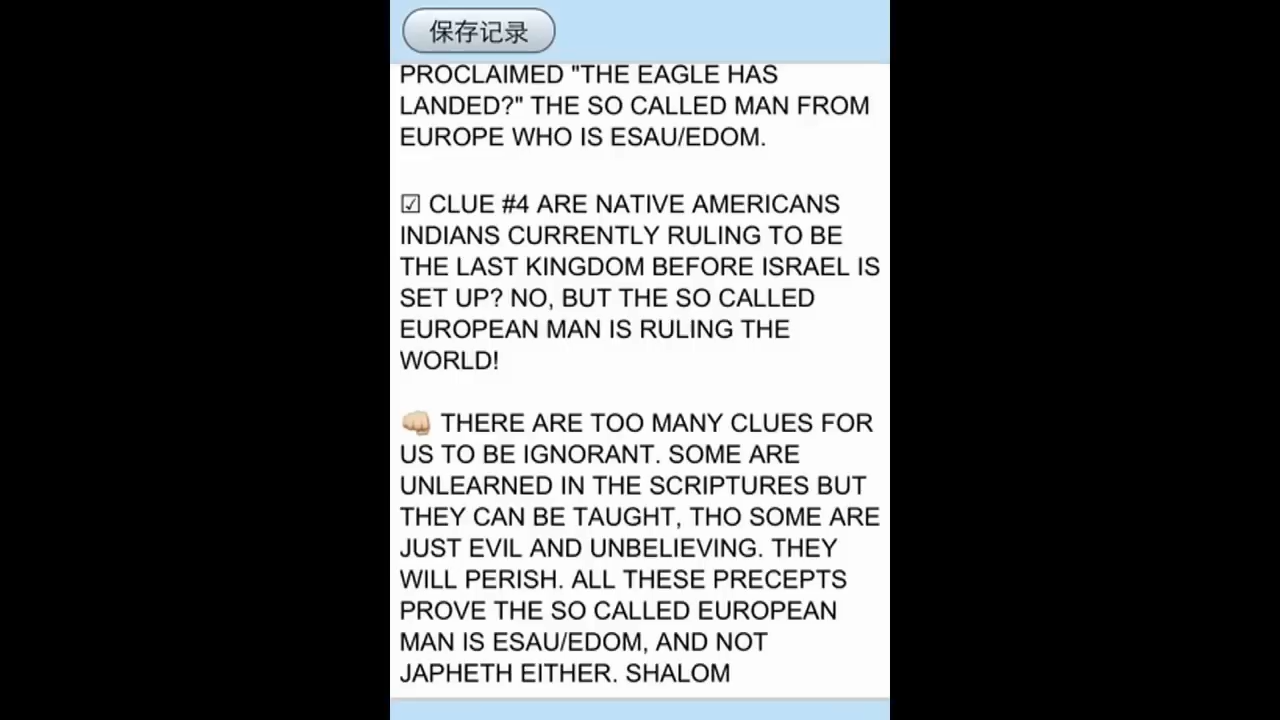 保存记录
PROCLAIMED "THE EAGLE HAS
LANDED?" THE SO CALLED MAN FROM
EUROPE WHO IS ESAU/EDOM.
☑ CLUE #4 ARE NATIVE AMERICANS
INDIANS CURRENTLY RULING TO BE
THE LAST KINGDOM BEFORE ISRAEL IS
SET UP? NO, BUT THE SO CALLED
EUROPEAN MAN IS RULING THE
WORLD!
👊🏼 THERE ARE TOO MANY CLUES FOR
US TO BE IGNORANT. SOME ARE
UNLEARNED IN THE SCRIPTURES BUT
THEY CAN BE TAUGHT, THO SOME ARE
JUST EVIL AND UNBELIEVING. THEY
WILL PERISH. ALL THESE PRECEPTS
PROVE THE SO CALLED EUROPEAN
MAN IS ESAU/EDOM, AND NOT
JAPHETH EITHER. SHALOM